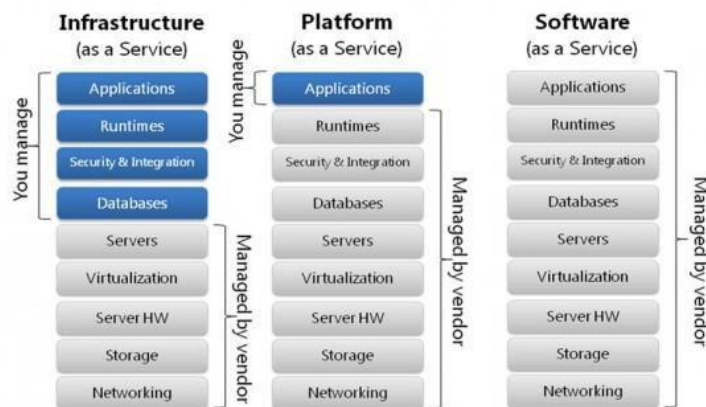 Infrastructure
(as a Service)
You manage
Applications
Runtimes
Security & Integration
Databases
Servers
Virtualization
Server HW
Storage
Networking
Managed by vendor
Platform
(as a Service)
You manage
Applications
Runtimes
Security & Integration
Databases
Servers
Virtualization
Server HW
Storage
Networking
Managed by vendor
Software
(as a Service)
Applications
Runtimes
Security & Integration
Databases
Servers
Virtualization
Server HW
Storage
Networking
Managed by vendor